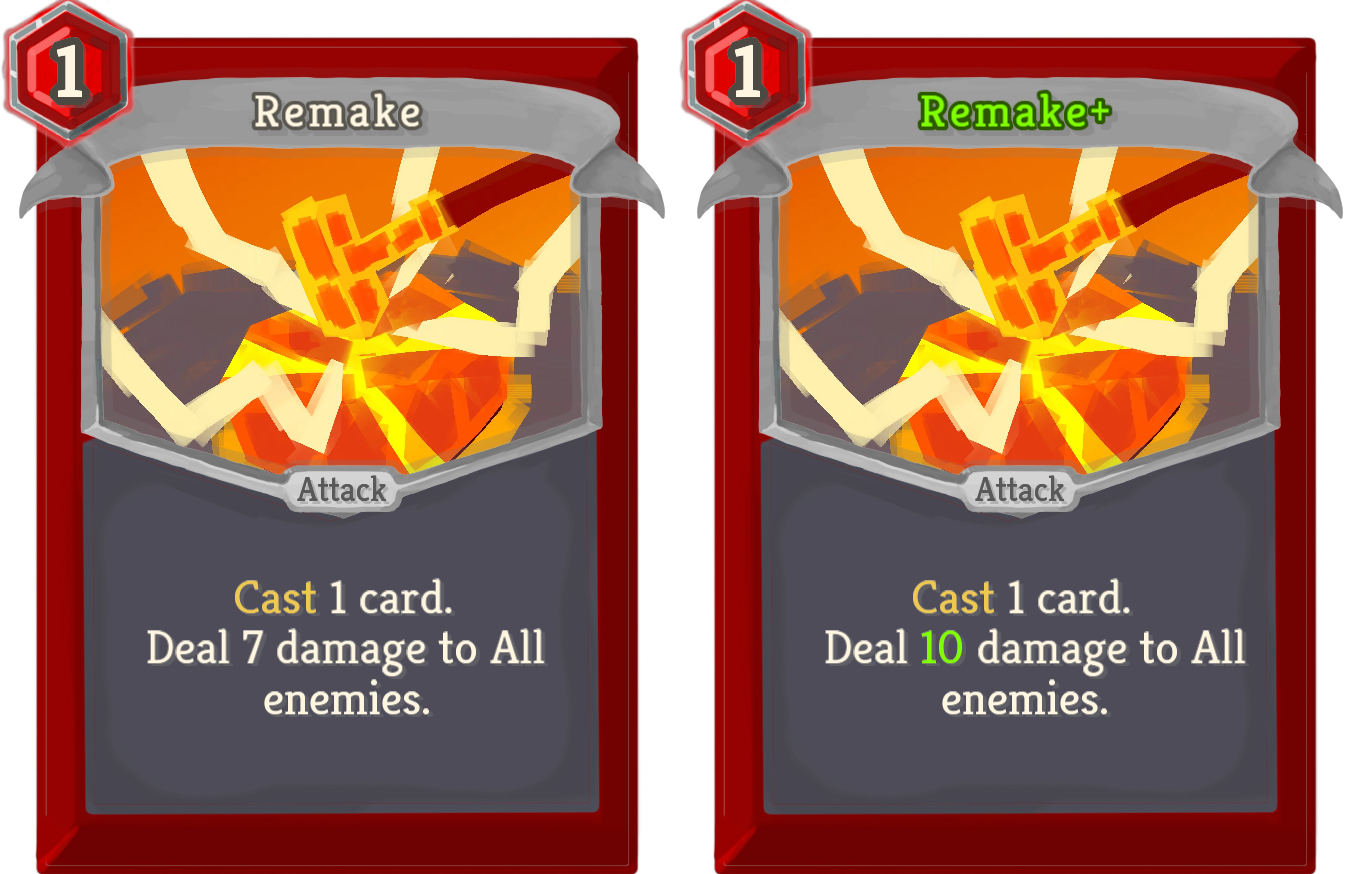 1
Remake
Attack
Cast 1 card.
Deal 7 damage to All
enemies.
1
Remake+
Attack
Cast 1 card.
Deal 10 damage to All
enemies.